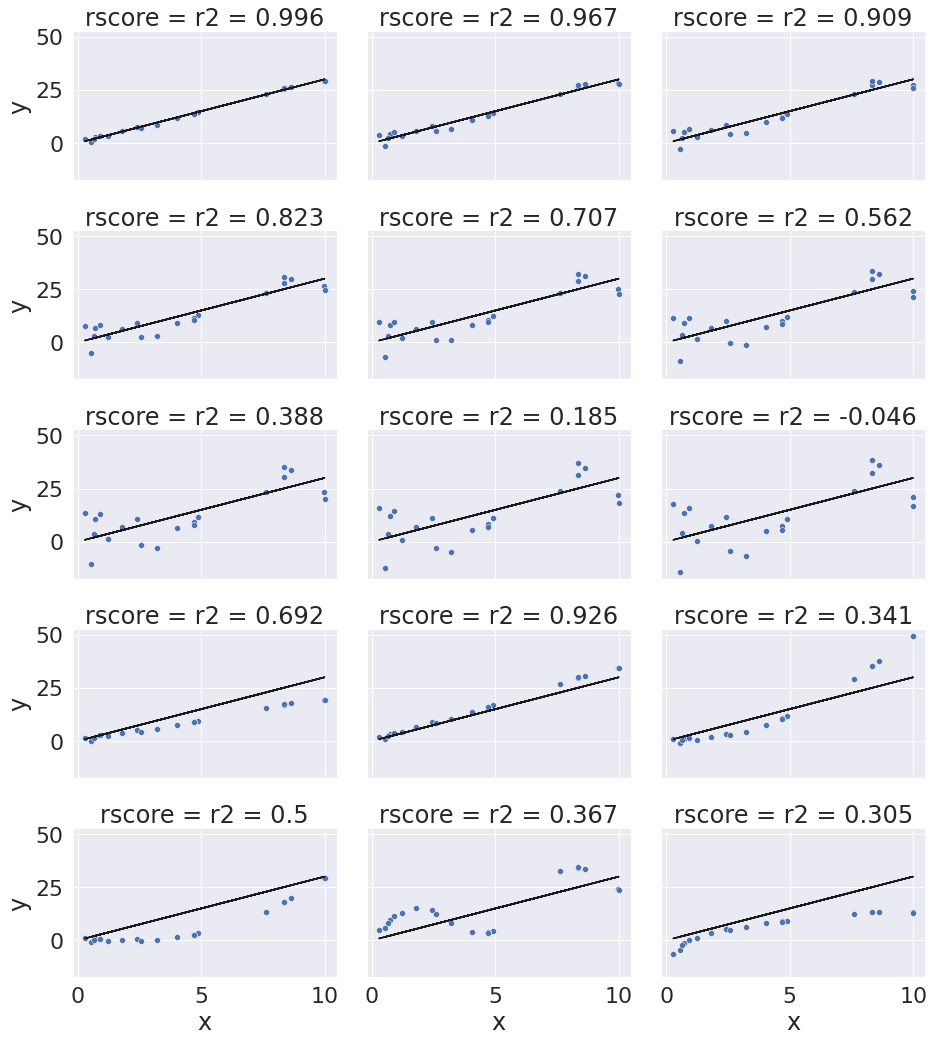 rscore = r2 = 0.996 rscore = r2 = 0.967 rscore = r2 = 0.909
50
25
0
y
rscore = r2 = 0.823 rscore = r2 = 0.707 rscore = r2 = 0.562
50
25
0
y
rscore = r2 = 0.388 rscore = r2 = 0.185 rscore = r2 = -0.046
50
25
0
y
rscore = r2 = 0.692 rscore = r2 = 0.926 rscore = r2 = 0.341
50
25
0
y
rscore = r2 = 0.5 rscore = r2 = 0.367 rscore = r2 = 0.305
50
25
0
y
0 5 10 0 5 10 0 5 10
x x x